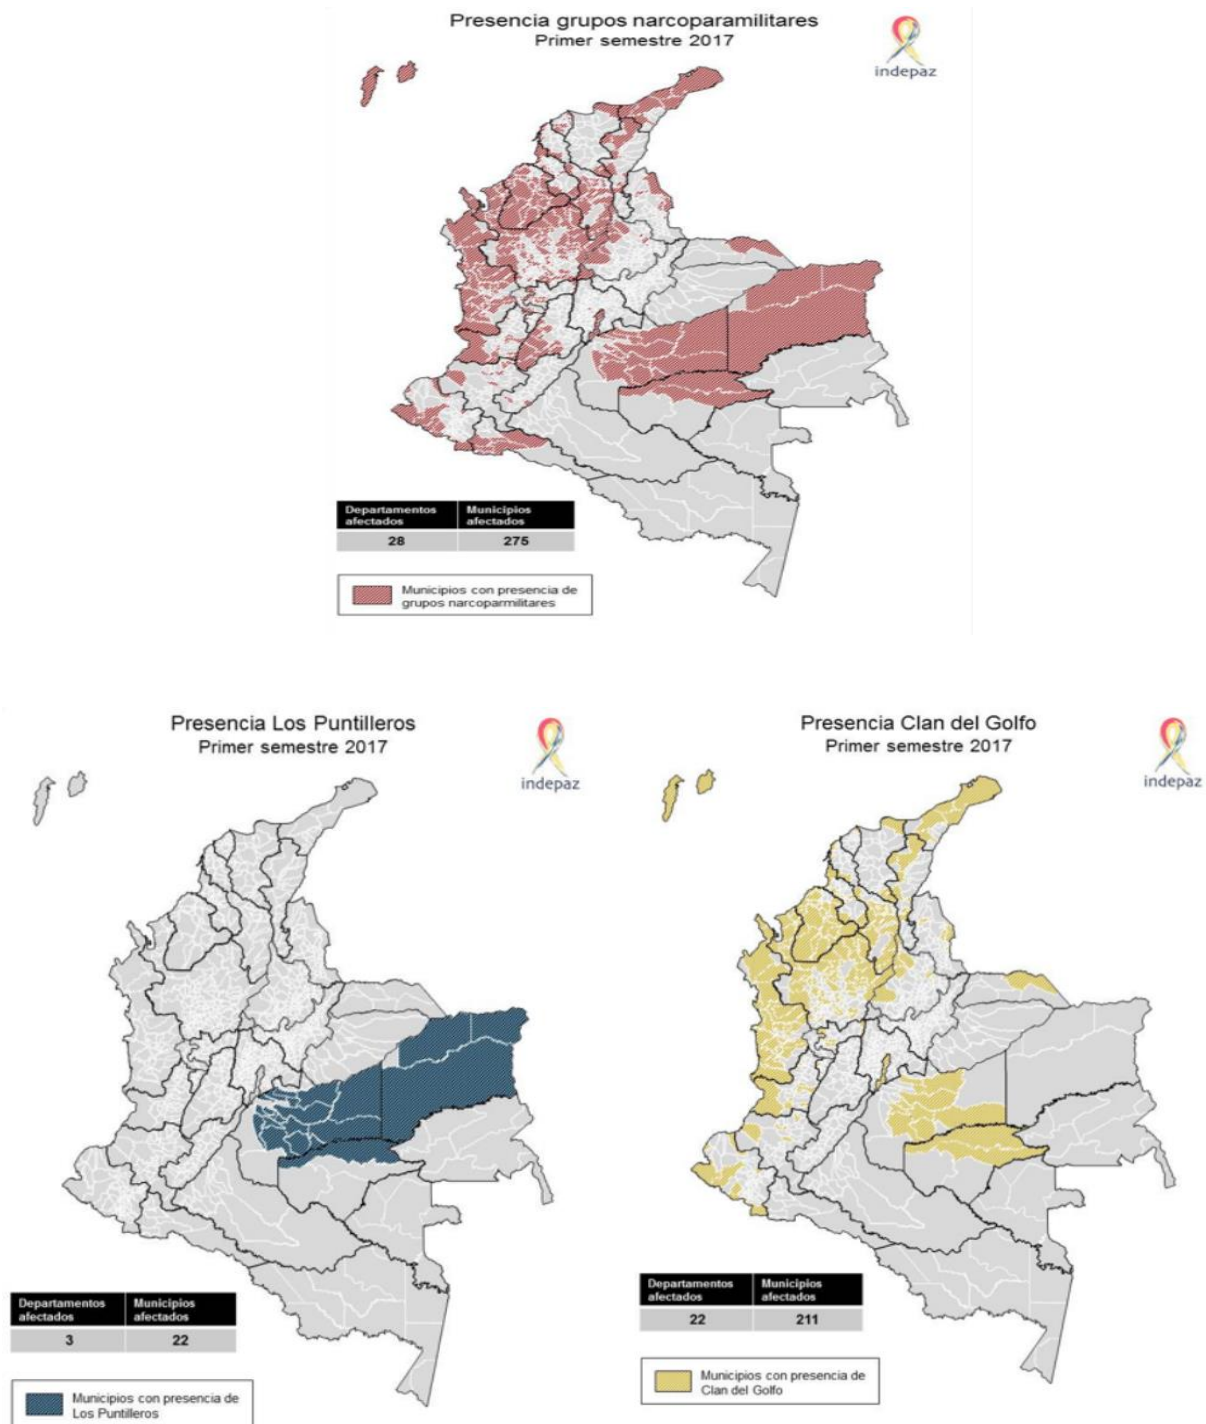 Presencia grupos narcoparamilitares
Primer semestre 2017
indepaz
Departamentos afectados
Municipios afectados
28
275
Municipios con presencia de
grupos narcoparmilitares
Presencia Los Puntilleros
Primer semestre 2017
indepaz
Departamentos afectados
Municipios afectados
3
22
Municipios con presencia de
Los Puntilleros
Presencia Clan del Golfo
Primer semestre 2017
indepaz
Departamentos afectados
Municipios afectados
22
211
Municipios con presencia de
Clan del Golfo